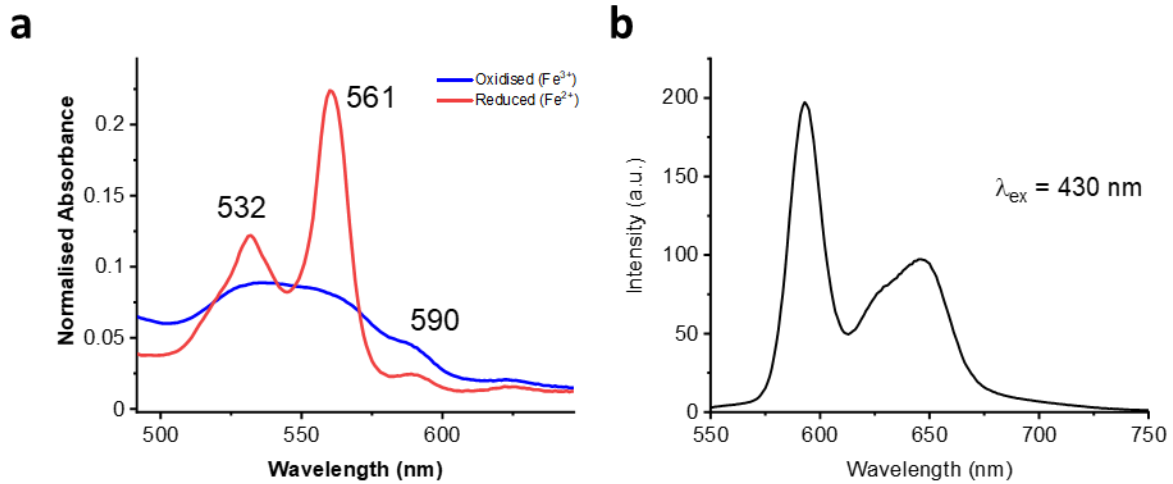 a
Normalised Absorbance
0.2
0.15
0.1
0.05
0
532
561
590
Oxidised (Fe³⁺)
Reduced (Fe²⁺)
500
550
600
Wavelength (nm)
b
Intensity (a.u.)
200
150
100
50
0
λex = 430 nm
550
600
650
700
750
Wavelength (nm)